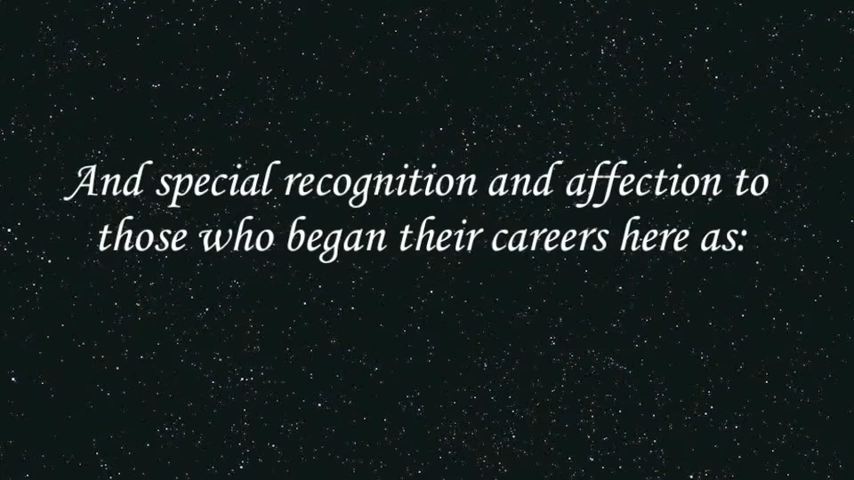 And special recognition and affection to
those who began their careers here as: